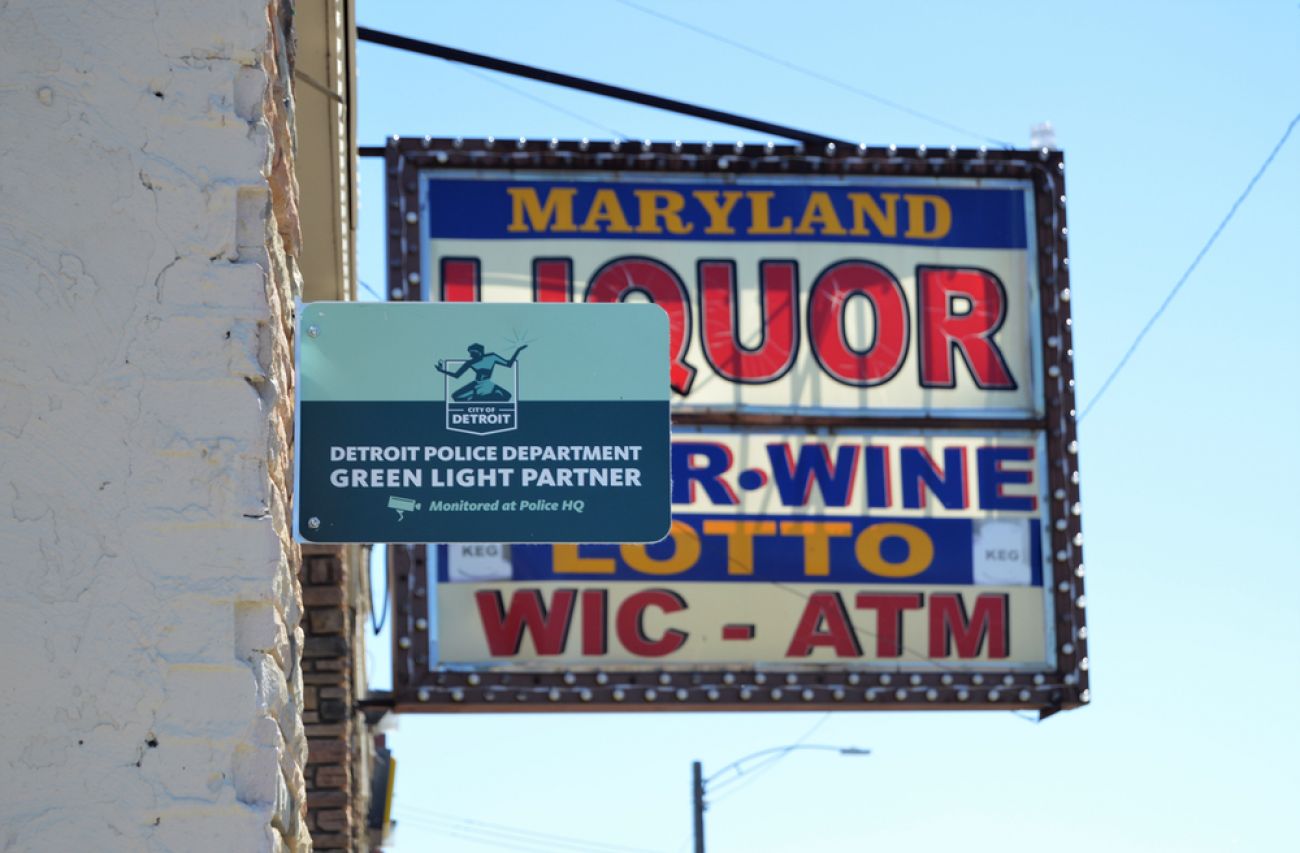 MARYLAND
LIQUOR
CITY OF
DETROIT
DETROIT POLICE DEPARTMENT
GREEN LIGHT PARTNER
Monitored at Police HQ
R•WINE
KEG LOTTO KEG
WIC - ATM